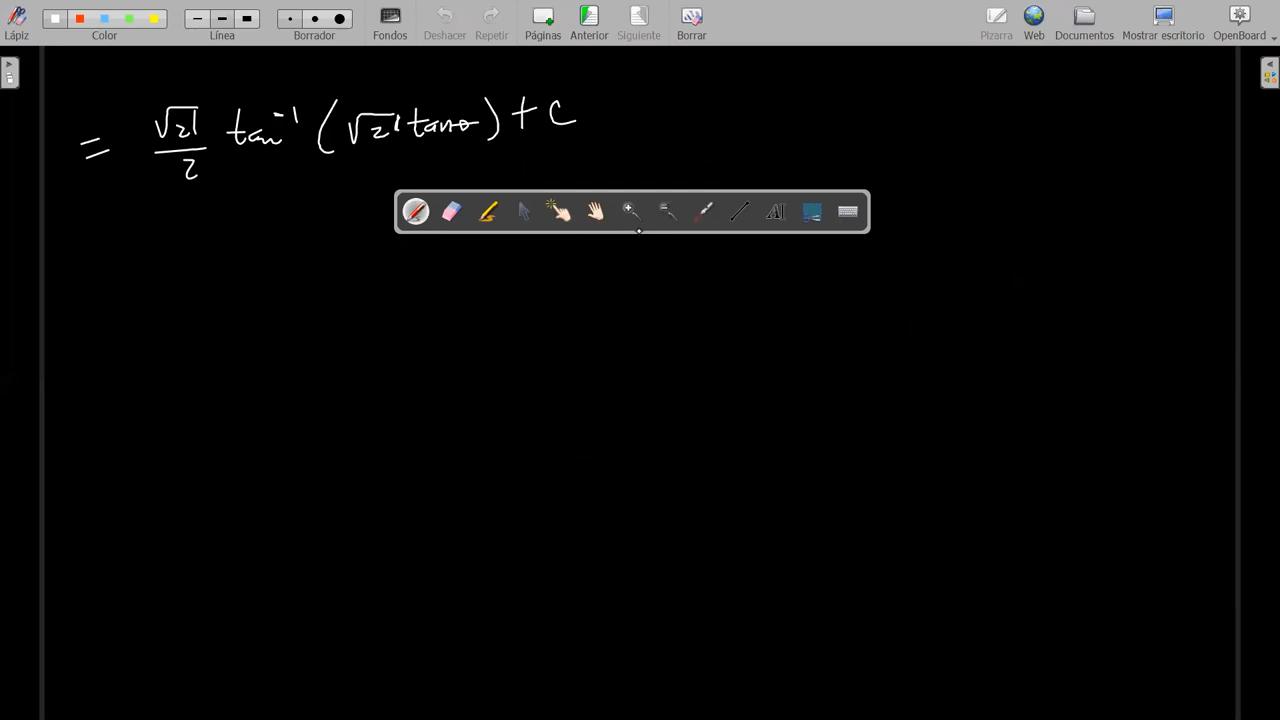 Lápiz Color Línea Borrador Fondos Deshacer Repetir Páginas Anterior Siguiente Borrar Pizarra Web Documentos Mostrar escritorio OpenBoard
= √2/2 tan⁻¹ (√2 tanθ) + C
AI